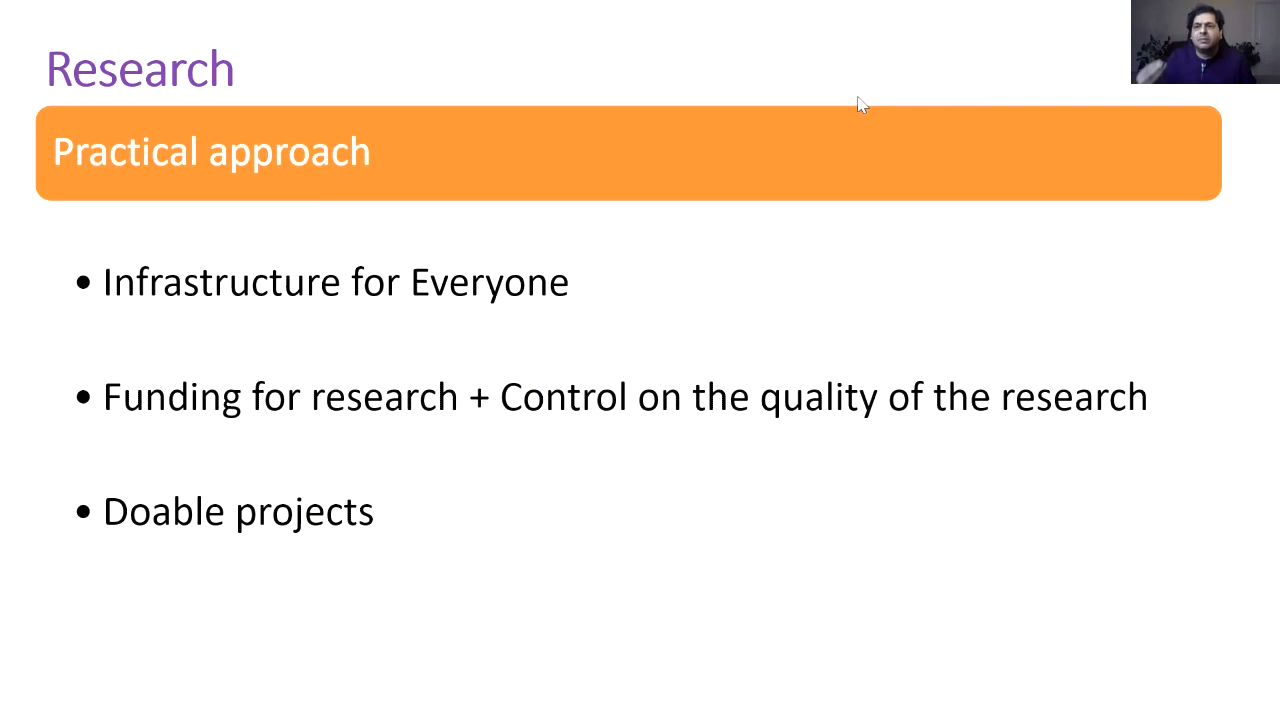 Research
Practical approach
• Infrastructure for Everyone
• Funding for research + Control on the quality of the research
• Doable projects